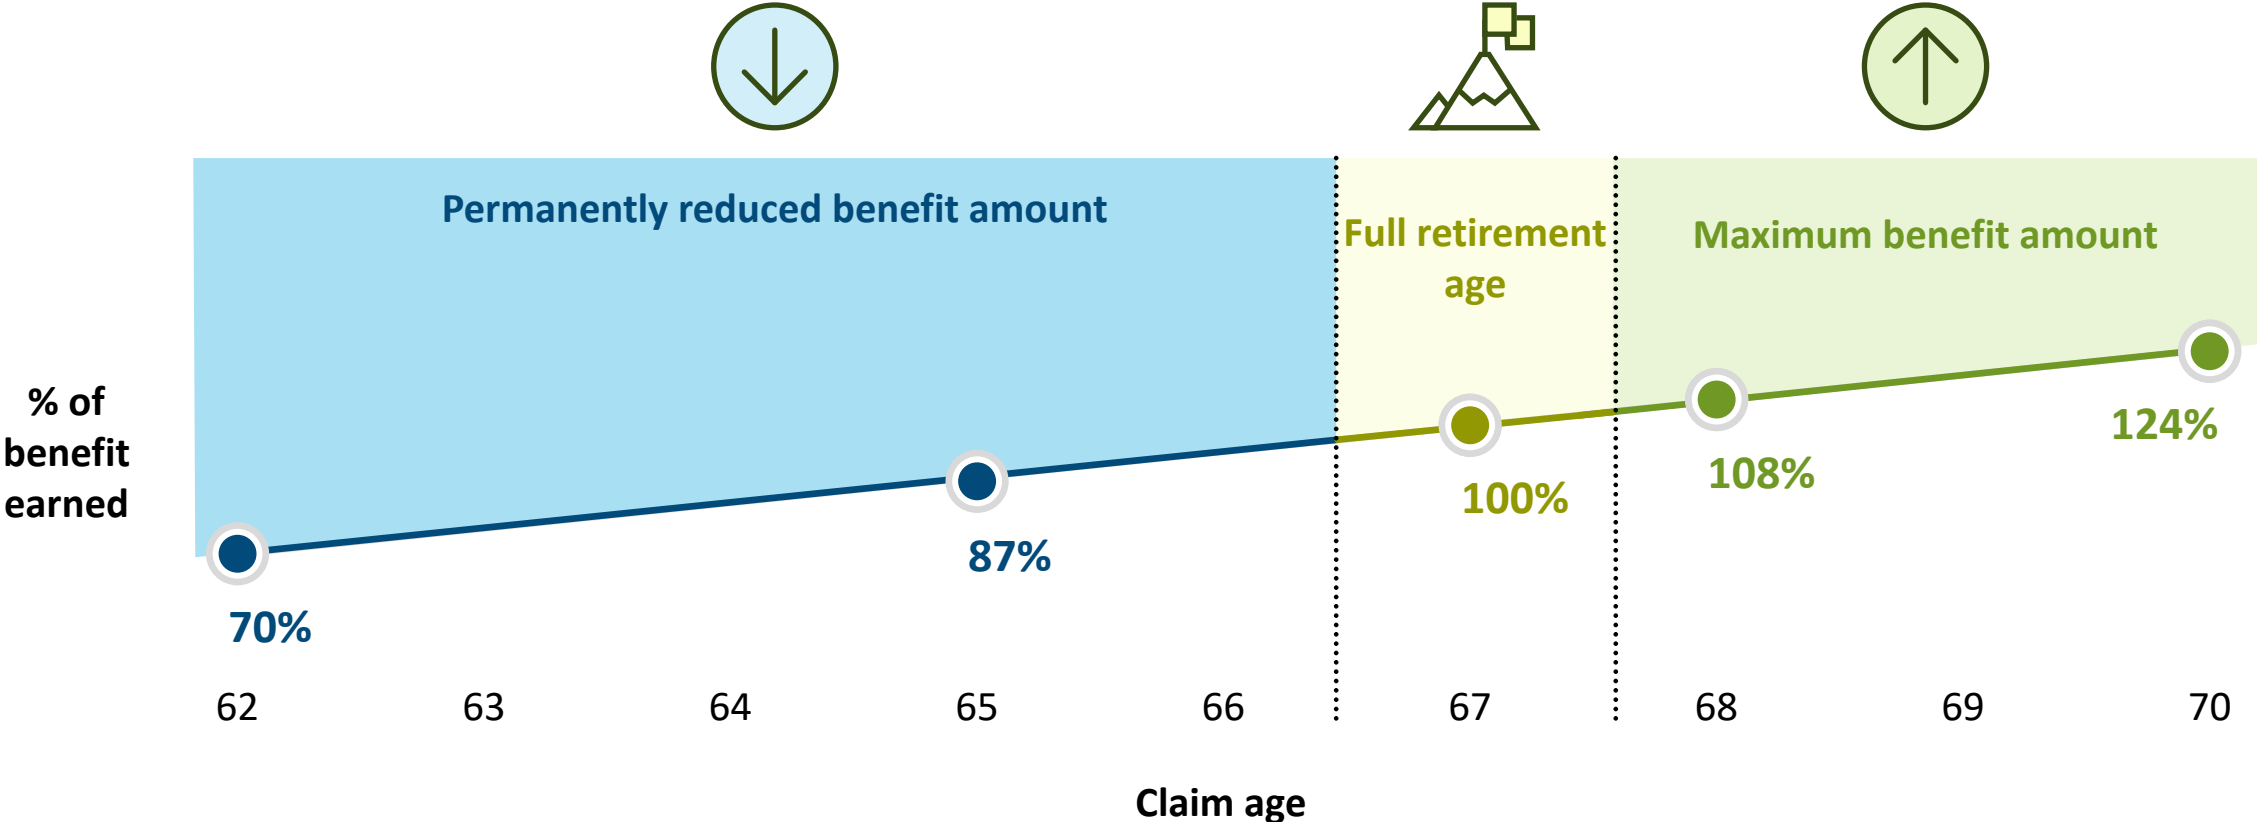 Permanently reduced benefit amount
Full retirement
age
Maximum benefit amount
% of
benefit
earned
70%
87%
100%
108%
124%
62 63 64 65 66 67 68 69 70
Claim age